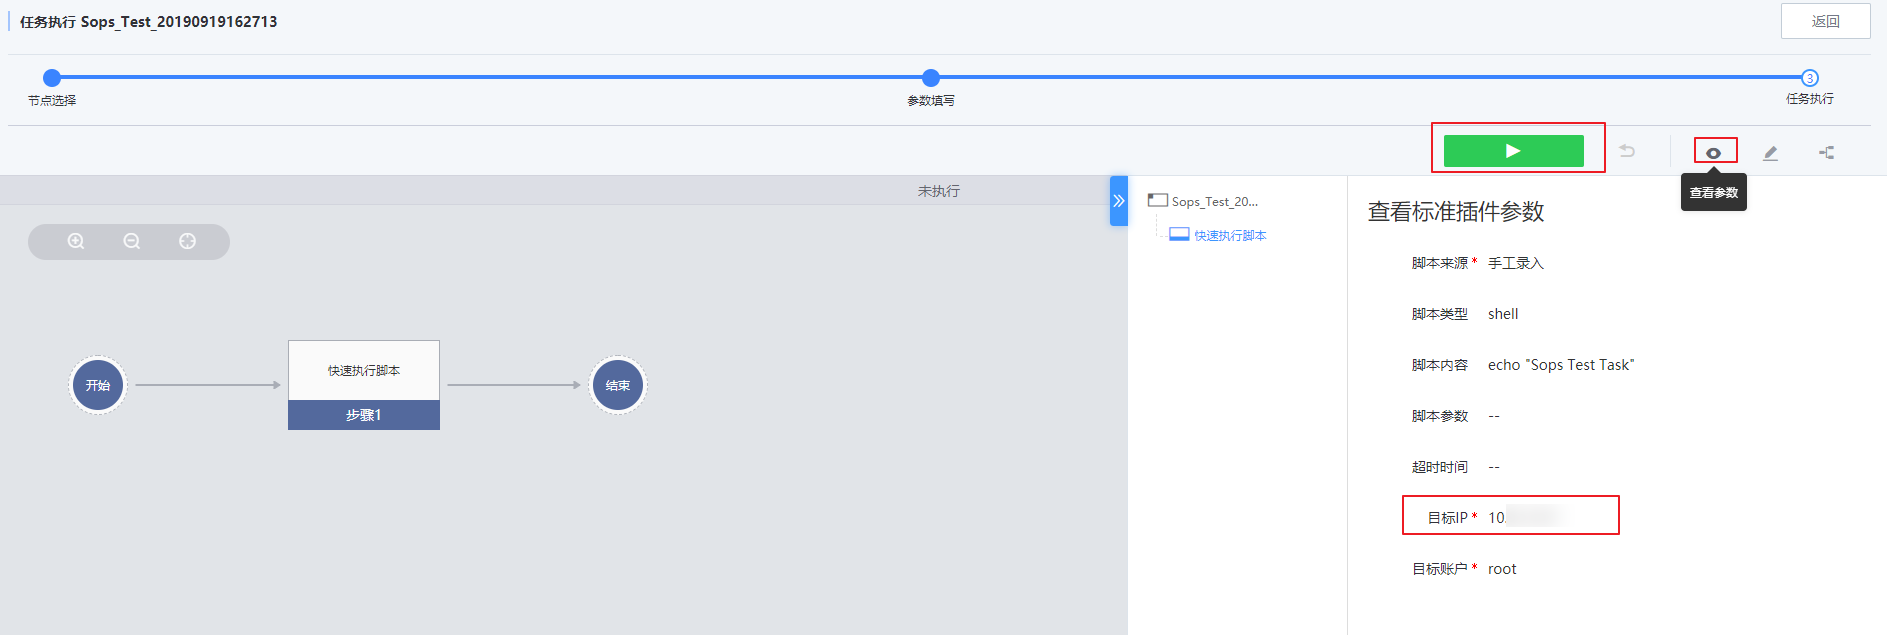 任务执行 Sops_Test_20190919162713
返回
节点选择
参数填写
3
任务执行
查看参数
未执行
Sops_Test_20...
快速执行脚本
开始
快速执行脚本
步骤1
结束
查看标准插件参数
脚本来源* 手工录入
脚本类型 shell
脚本内容 echo "Sops Test Task"
脚本参数 --
超时时间 --
目标IP* 10.
目标账户* root